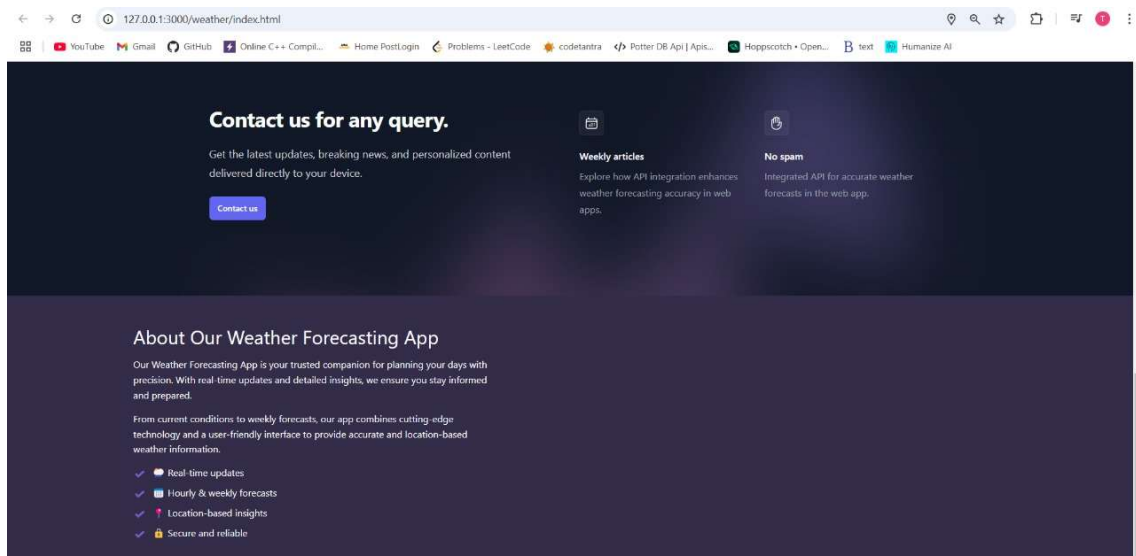 127.0.0.1:3000/weather/index.html
YouTube Gmail GitHub Online C++ Compil... Home PostLogin Problems - LeetCode codetantra Potter DB Api | Apis... Hoppscotch • Open... text Humanize AI
Contact us for any query.
Get the latest updates, breaking news, and personalized content
delivered directly to your device.
Contact us
Weekly articles
Explore how API integration enhances
weather forecasting accuracy in web
apps.
No spam
Integrated API for accurate weather
forecasts in the web app.
About Our Weather Forecasting App
Our Weather Forecasting App is your trusted companion for planning your days with
precision. With real-time updates and detailed insights, we ensure you stay informed
and prepared.
From current conditions to weekly forecasts, our app combines cutting-edge
technology and a user-friendly interface to provide accurate and location-based
weather information.
Real-time updates
Hourly & weekly forecasts
Location-based insights
Secure and reliable